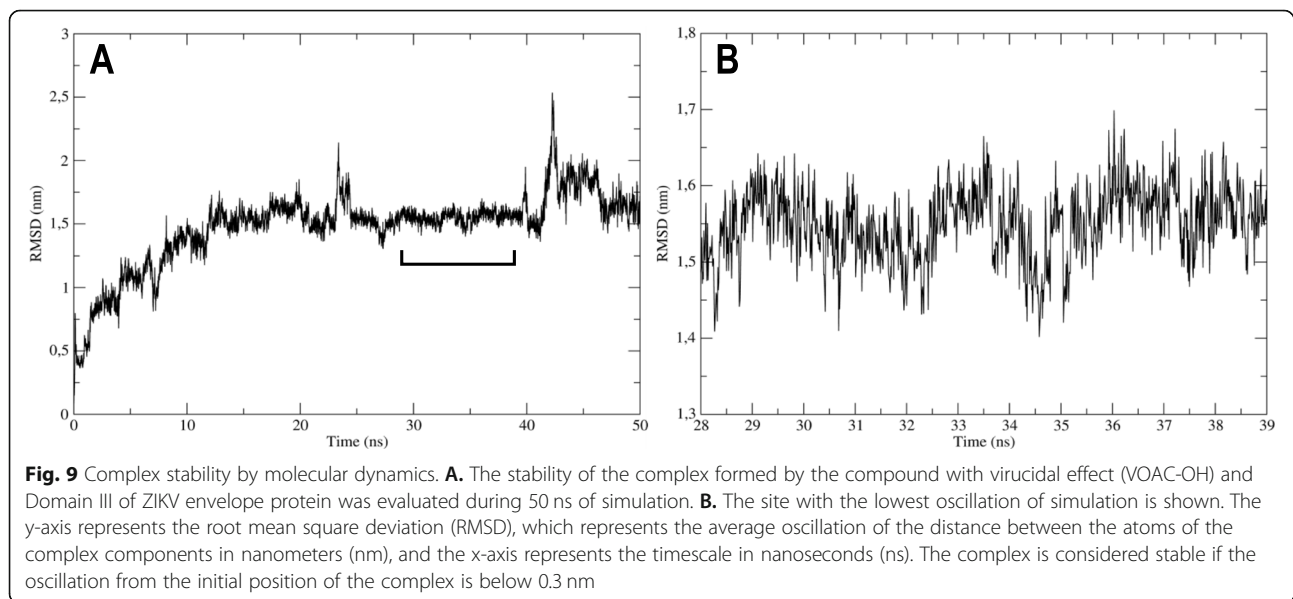 A
3
2,5
2
1,5
1
0,5
0
RMSD (nm)
0 10 20 30 40 50
Time (ns)
B
1,8
1,7
1,6
1,5
1,4
1,3
RMSD (nm)
28 29 30 31 32 33 34 35 36 37 38 39
Time (ns)
Fig. 9 Complex stability by molecular dynamics. A. The stability of the complex formed by the compound with virucidal effect (VOAC-OH) and
Domain III of ZIKV envelope protein was evaluated during 50 ns of simulation. B. The site with the lowest oscillation of simulation is shown. The
y-axis represents the root mean square deviation (RMSD), which represents the average oscillation of the distance between the atoms of the
complex components in nanometers (nm), and the x-axis represents the timescale in nanoseconds (ns). The complex is considered stable if the
oscillation from the initial position of the complex is below 0.3 nm